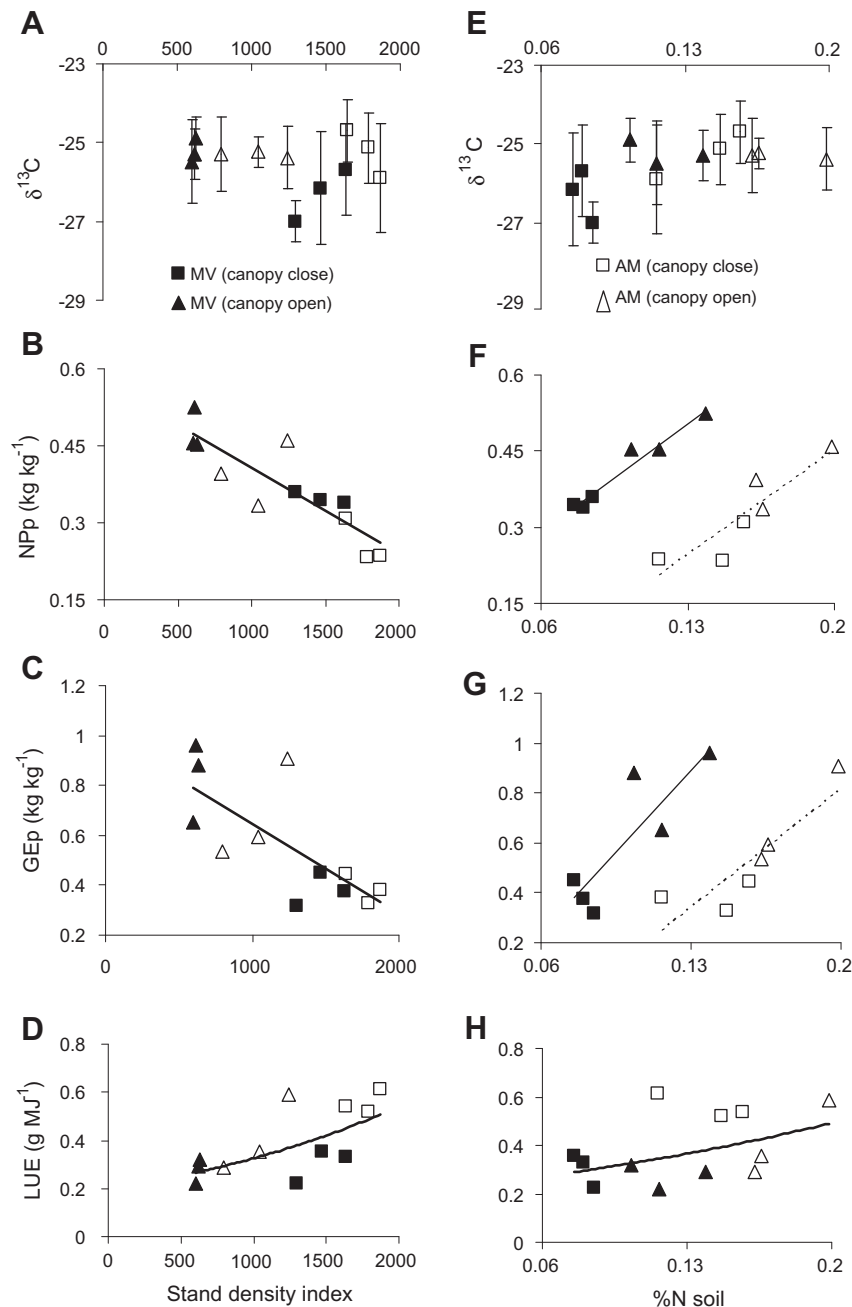 A
0 500 1000 1500 2000
-23
-25
-27
-29
δ13C
MV (canopy close)
MV (canopy open)
E
0.06 0.13 0.2
-23
-25
-27
-29
δ13C
AM (canopy close)
AM (canopy open)
B
0.6
0.45
0.3
0.15
NPp (kg kg-1)
0 500 1000 1500 2000
F
0.6
0.45
0.3
0.15
0.06 0.13 0.2
C
1.2
1
0.8
0.6
0.4
0.2
GEp (kg kg-1)
0 1000 2000
G
1.2
1
0.8
0.6
0.4
0.2
0.06 0.13 0.2
D
0.8
0.6
0.4
0.2
0
LUE (g MJ-1)
0 500 1000 1500 2000
Stand density index
H
0.8
0.6
0.4
0.2
0
0.06 0.13 0.2
%N soil